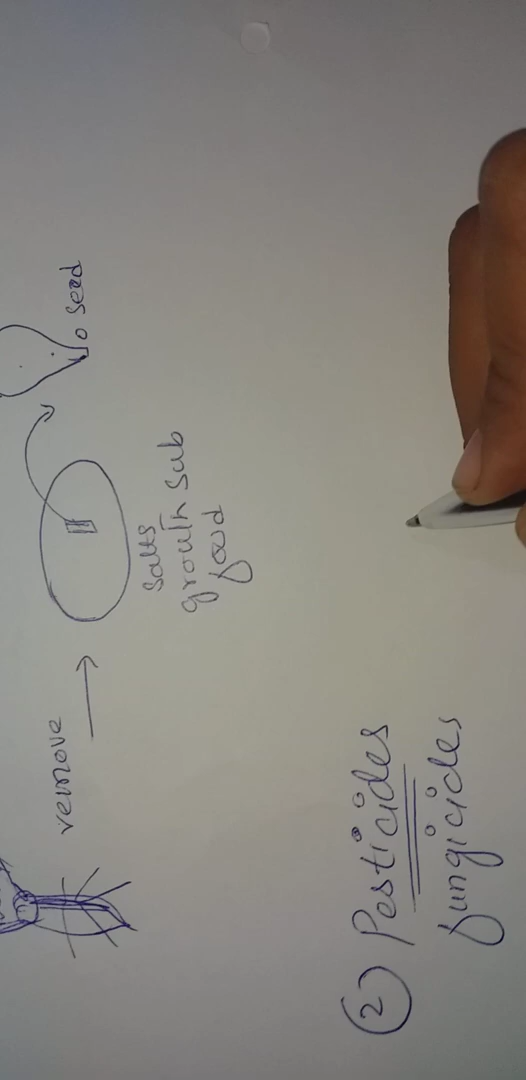 remove
o seed
salts
growth sub
food
② Pesticides
fungicides